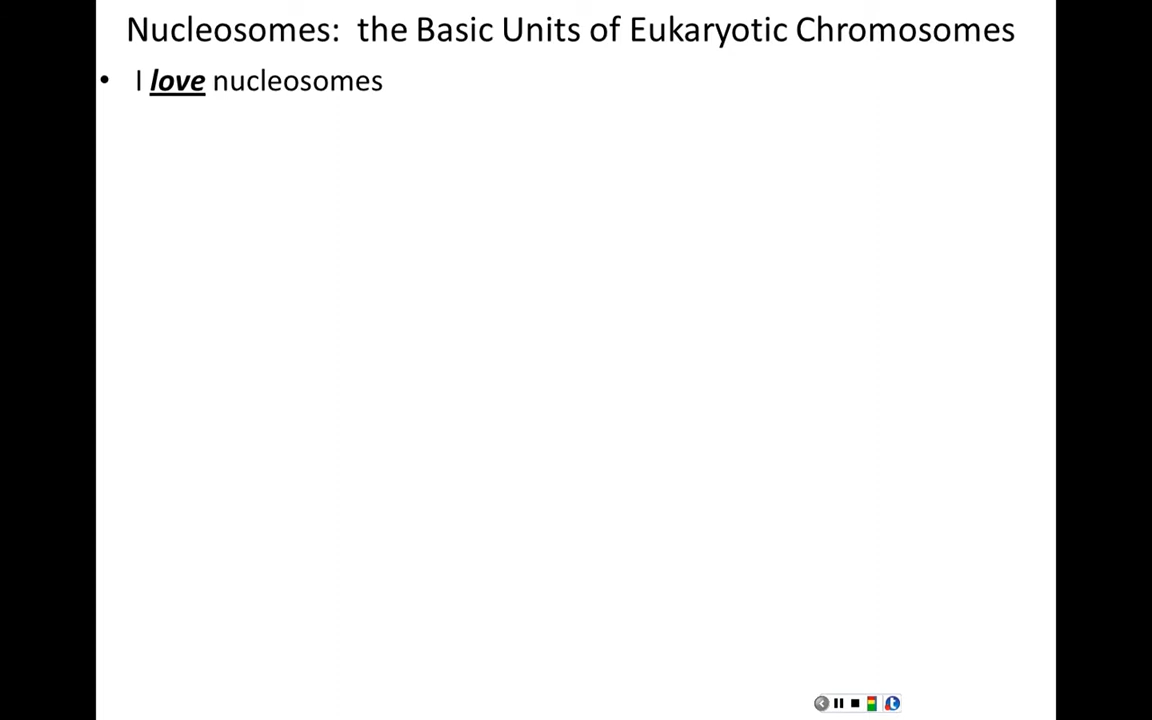 Nucleosomes: the Basic Units of Eukaryotic Chromosomes
• I love nucleosomes